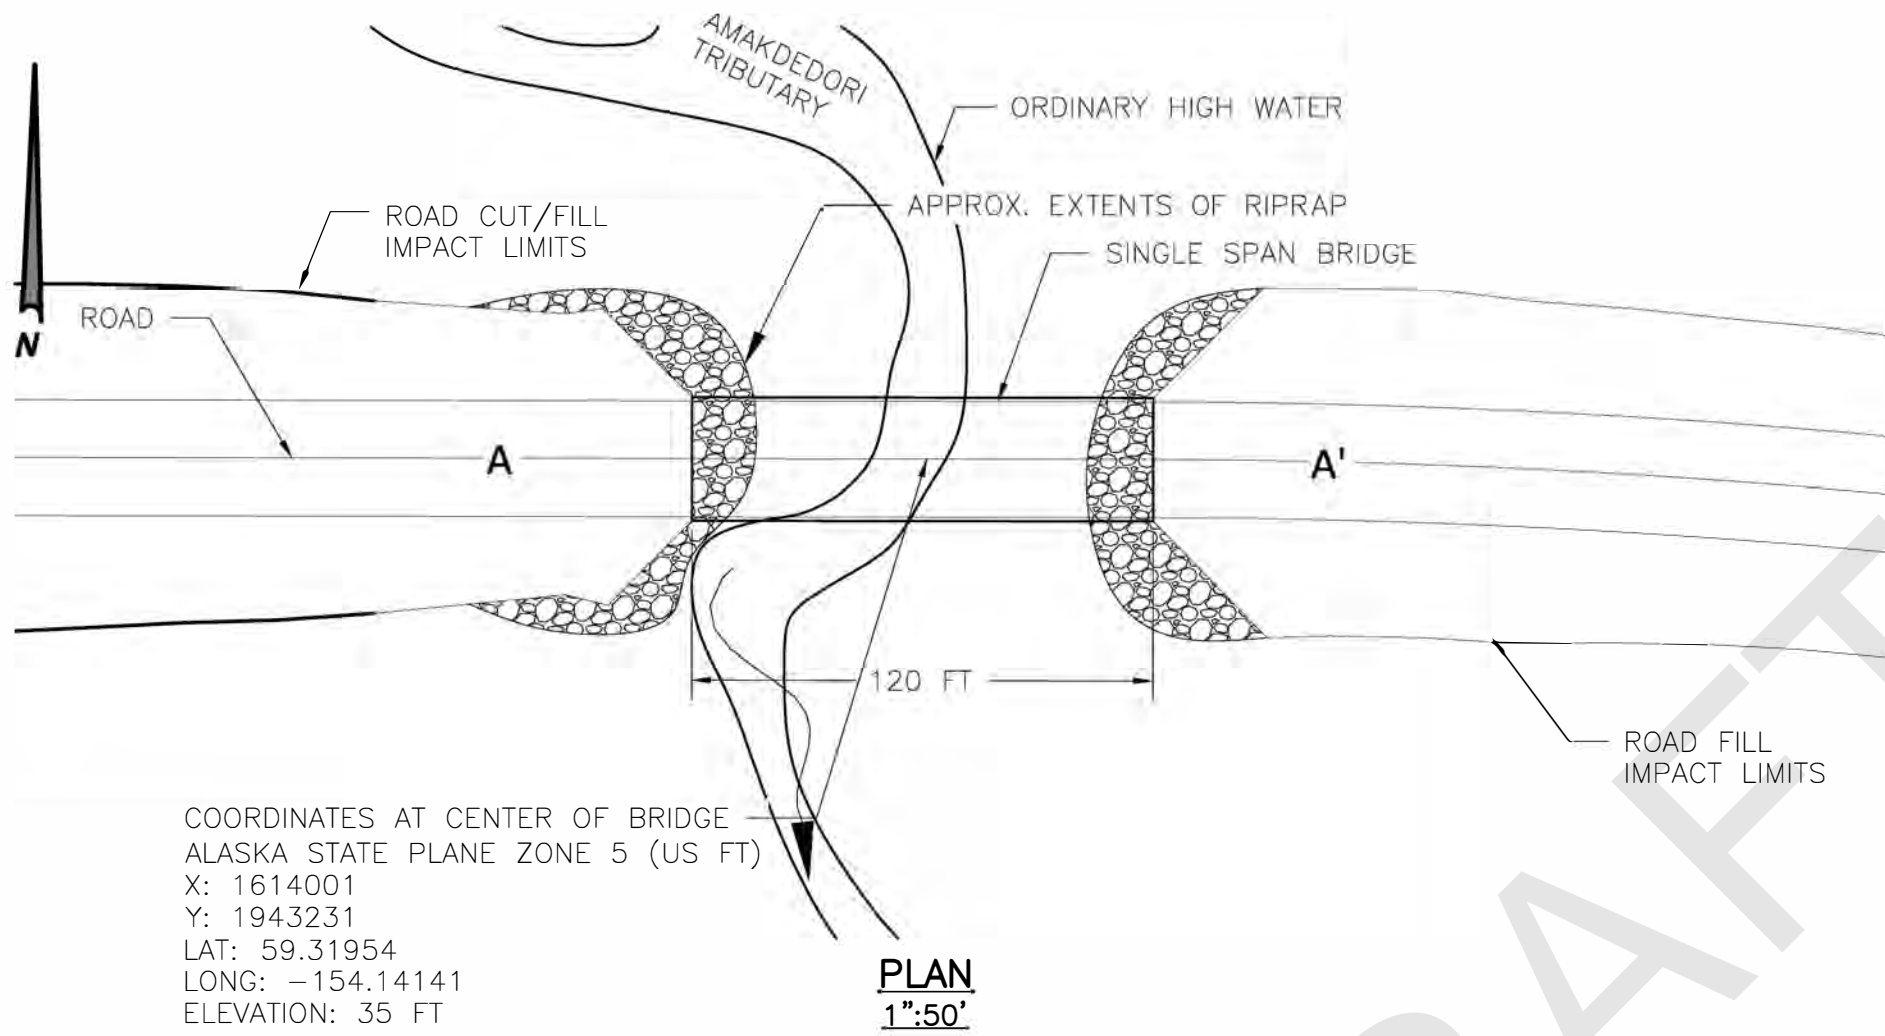 AMAKDEDORI
TRIBUTARY
ORDINARY HIGH WATER
APPROX. EXTENTS OF RIPRAP
ROAD CUT/FILL
IMPACT LIMITS
SINGLE SPAN BRIDGE
ROAD
N
A
A'
120 FT
ROAD FILL
IMPACT LIMITS
COORDINATES AT CENTER OF BRIDGE
ALASKA STATE PLANE ZONE 5 (US FT)
X: 1614001
Y: 1943231
LAT: 59.31954
LONG: -154.14141
ELEVATION: 35 FT
PLAN
1":50'
RAFT